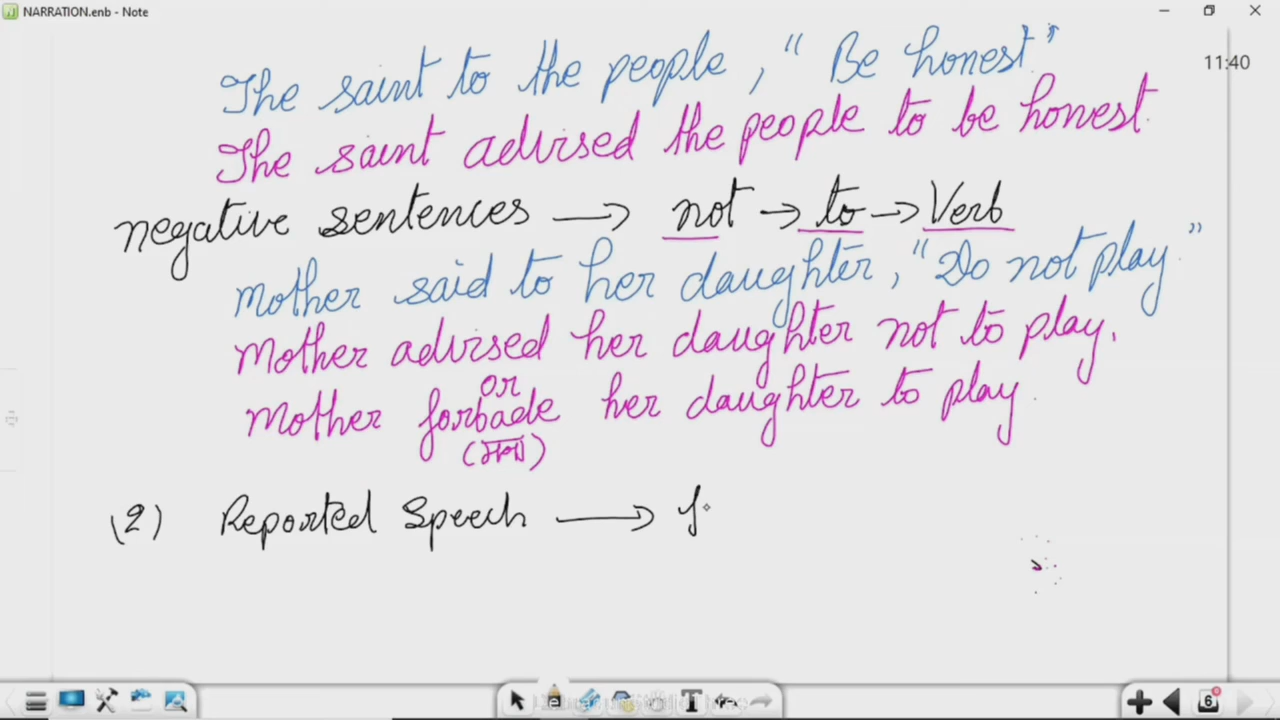 NARRATION.enb - Note
11:40
The saint to the people, “Be honest”
The saint advised the people to be honest.
negative sentences → not → to → Verb
Mother said to her daughter, “Do not play.”
Mother advised her daughter not to play.
or
Mother forbade her daughter to play.
(मना)
(2) Reported Speech →
6